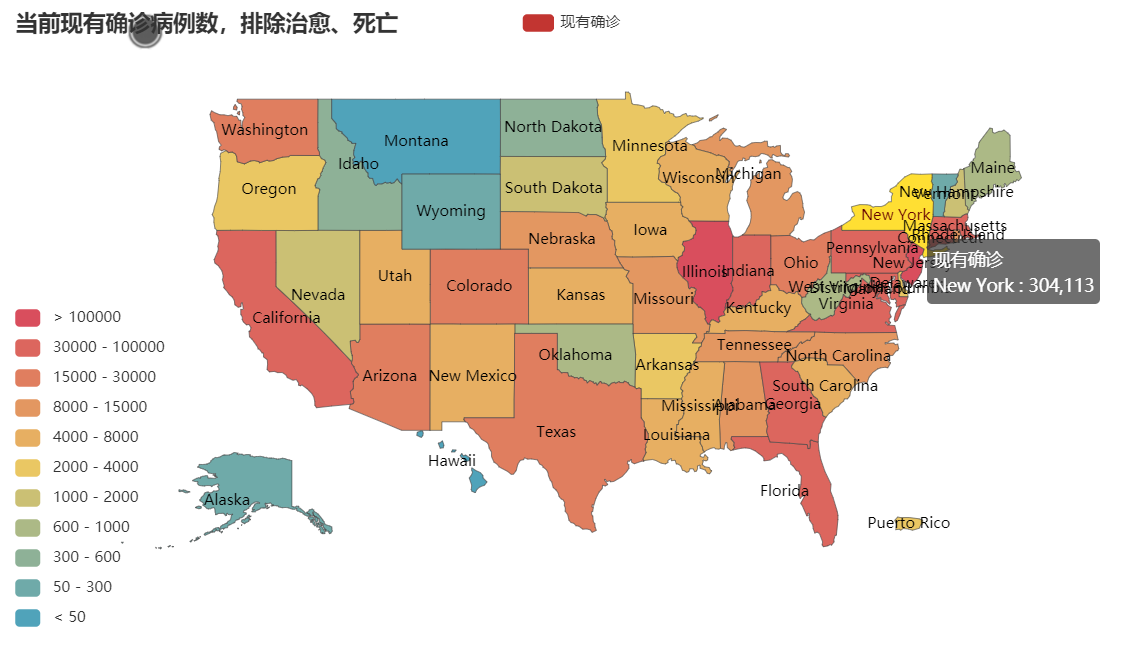 当前现有确诊病例数，排除治愈、死亡
现有确诊
Washington
Montana
North Dakota
Minnesota
Idaho
Oregon
Wisconsin
Michigan
Maine
South Dakota
Wyoming
New Hampshire
Vermont
New York
Massachusetts
Rhode Island
Connecticut
Iowa
Nebraska
Pennsylvania
Ohio
New Jersey
现有确诊
New York : 304,113
Utah
Colorado
Illinois
Indiana
Delaware
Nevada
Kansas
Missouri
West Virginia
Maryland
Virginia
Kentucky
California
Tennessee
North Carolina
Oklahoma
Arkansas
Arizona
New Mexico
South Carolina
Mississippi
Alabama
Georgia
Texas
Louisiana
Hawaii
Florida
Alaska
Puerto Rico
> 100000
30000 - 100000
15000 - 30000
8000 - 15000
4000 - 8000
2000 - 4000
1000 - 2000
600 - 1000
300 - 600
50 - 300
< 50